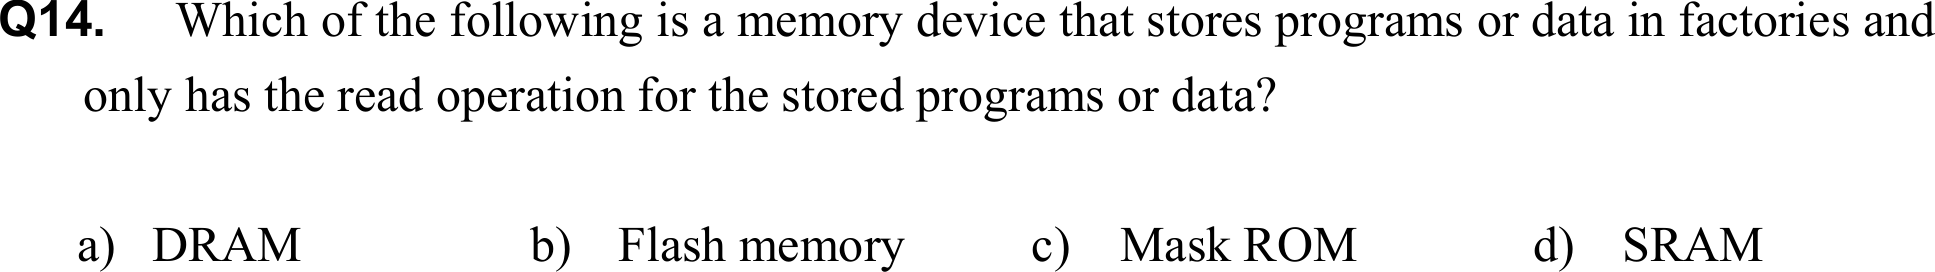 Q14. Which of the following is a memory device that stores programs or data in factories and
only has the read operation for the stored programs or data?
a) DRAM b) Flash memory c) Mask ROM d) SRAM